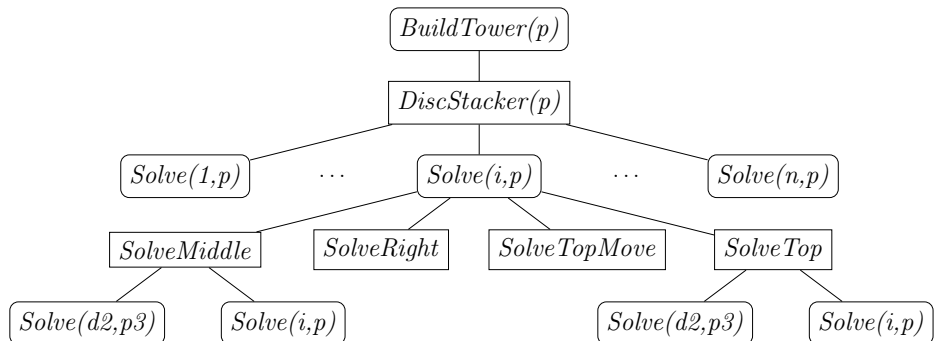 BuildTower(p)
DiscStacker(p)
Solve(1,p) ... Solve(i,p) ... Solve(n,p)
SolveMiddle SolveRight SolveTopMove SolveTop
Solve(d2,p3) Solve(i,p) Solve(d2,p3) Solve(i,p)